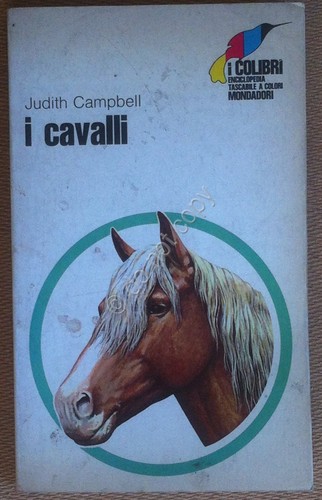 i COLIBRI
ENCICLOPEDIA
TASCABILE A COLORI
MONDADORI
Judith Campbell
i cavalli